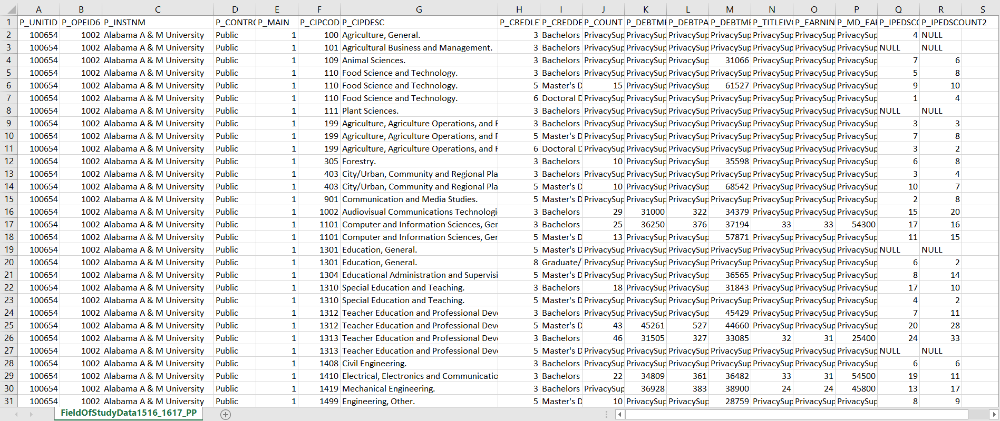 A B C D E F G H I J K L M N O P Q R S
1 P_UNITID P_OPEID6 P_INSTNM P_CONTRO P_MAIN P_CIPCOD P_CIPDESC P_CREDLE P_CREDDE P_COUNT P_DEBTME P_DEBTPA P_DEBTME P_TITLEIV P_EARNIN P_MD_EAR P_IPEDSCO P_IPEDSCOUNT2
2 100654 1002 Alabama A & M University Public 1 100 Agriculture, General. 3 Bachelors PrivacySup PrivacySup PrivacySup PrivacySup PrivacySup PrivacySup PrivacySup 4 NULL
3 100654 1002 Alabama A & M University Public 1 101 Agricultural Business and Management. 3 Bachelors PrivacySup PrivacySup PrivacySup PrivacySup PrivacySup PrivacySup PrivacySup NULL NULL
4 100654 1002 Alabama A & M University Public 1 109 Animal Sciences. 3 Bachelors PrivacySup PrivacySup PrivacySup 31066 PrivacySup PrivacySup PrivacySup 7 6
5 100654 1002 Alabama A & M University Public 1 110 Food Science and Technology. 3 Bachelors PrivacySup PrivacySup PrivacySup PrivacySup PrivacySup PrivacySup PrivacySup 5 8
6 100654 1002 Alabama A & M University Public 1 110 Food Science and Technology. 5 Master's D 15 PrivacySup PrivacySup 61527 PrivacySup PrivacySup PrivacySup 9 10
7 100654 1002 Alabama A & M University Public 1 110 Food Science and Technology. 6 Doctoral D PrivacySup PrivacySup PrivacySup PrivacySup PrivacySup PrivacySup PrivacySup 1 4
8 100654 1002 Alabama A & M University Public 1 111 Plant Sciences. 3 Bachelors PrivacySup PrivacySup PrivacySup PrivacySup PrivacySup PrivacySup PrivacySup NULL NULL
9 100654 1002 Alabama A & M University Public 1 199 Agriculture, Agriculture Operations, and F 3 Bachelors PrivacySup PrivacySup PrivacySup PrivacySup PrivacySup PrivacySup PrivacySup 3 3
10 100654 1002 Alabama A & M University Public 1 199 Agriculture, Agriculture Operations, and F 5 Master's D PrivacySup PrivacySup PrivacySup PrivacySup PrivacySup PrivacySup PrivacySup 7 8
11 100654 1002 Alabama A & M University Public 1 199 Agriculture, Agriculture Operations, and F 6 Doctoral D PrivacySup PrivacySup PrivacySup PrivacySup PrivacySup PrivacySup PrivacySup 3 2
12 100654 1002 Alabama A & M University Public 1 305 Forestry. 3 Bachelors 10 PrivacySup PrivacySup 35598 PrivacySup PrivacySup PrivacySup 6 8
13 100654 1002 Alabama A & M University Public 1 403 City/Urban, Community and Regional Pla 3 Bachelors PrivacySup PrivacySup PrivacySup PrivacySup PrivacySup PrivacySup PrivacySup 3 4
14 100654 1002 Alabama A & M University Public 1 403 City/Urban, Community and Regional Pla 5 Master's D 10 PrivacySup PrivacySup 68542 PrivacySup PrivacySup PrivacySup 10 7
15 100654 1002 Alabama A & M University Public 1 901 Communication and Media Studies. 5 Master's D PrivacySup PrivacySup PrivacySup PrivacySup PrivacySup PrivacySup PrivacySup 2 8
16 100654 1002 Alabama A & M University Public 1 1002 Audiovisual Communications Technologi 3 Bachelors 29 31000 322 34379 PrivacySup PrivacySup PrivacySup 15 20
17 100654 1002 Alabama A & M University Public 1 1101 Computer and Information Sciences, Ger 3 Bachelors 25 36250 376 37194 33 33 54300 17 16
18 100654 1002 Alabama A & M University Public 1 1101 Computer and Information Sciences, Ger 5 Master's D 13 PrivacySup PrivacySup 57871 PrivacySup PrivacySup PrivacySup 11 15
19 100654 1002 Alabama A & M University Public 1 1301 Education, General. 5 Master's D PrivacySup PrivacySup PrivacySup PrivacySup PrivacySup PrivacySup PrivacySup NULL NULL
20 100654 1002 Alabama A & M University Public 1 1301 Education, General. 8 Graduate/ PrivacySup PrivacySup PrivacySup PrivacySup PrivacySup PrivacySup PrivacySup 6 2
21 100654 1002 Alabama A & M University Public 1 1304 Educational Administration and Supervisi 5 Master's D PrivacySup PrivacySup PrivacySup 36565 PrivacySup PrivacySup PrivacySup 8 14
22 100654 1002 Alabama A & M University Public 1 1310 Special Education and Teaching. 3 Bachelors 18 PrivacySup PrivacySup 31843 PrivacySup PrivacySup PrivacySup 17 10
23 100654 1002 Alabama A & M University Public 1 1310 Special Education and Teaching. 5 Master's D PrivacySup PrivacySup PrivacySup PrivacySup PrivacySup PrivacySup PrivacySup 4 2
24 100654 1002 Alabama A & M University Public 1 1312 Teacher Education and Professional Deve 3 Bachelors PrivacySup PrivacySup PrivacySup 45429 PrivacySup PrivacySup PrivacySup 7 11
25 100654 1002 Alabama A & M University Public 1 1312 Teacher Education and Professional Deve 5 Master's D 43 45261 527 44660 PrivacySup PrivacySup PrivacySup 20 28
26 100654 1002 Alabama A & M University Public 1 1313 Teacher Education and Professional Deve 3 Bachelors 46 31505 327 33085 32 31 25400 24 33
27 100654 1002 Alabama A & M University Public 1 1313 Teacher Education and Professional Deve 5 Master's D PrivacySup PrivacySup PrivacySup PrivacySup PrivacySup PrivacySup PrivacySup NULL NULL
28 100654 1002 Alabama A & M University Public 1 1408 Civil Engineering. 3 Bachelors PrivacySup PrivacySup PrivacySup PrivacySup PrivacySup PrivacySup PrivacySup 6 6
29 100654 1002 Alabama A & M University Public 1 1410 Electrical, Electronics and Communicatio 3 Bachelors 22 34809 361 36482 33 31 54500 19 11
30 100654 1002 Alabama A & M University Public 1 1419 Mechanical Engineering. 3 Bachelors PrivacySup 36928 383 38900 24 24 45800 13 17
31 100654 1002 Alabama A & M University Public 1 1499 Engineering, Other. 5 Master's D 10 PrivacySup PrivacySup 28759 PrivacySup PrivacySup PrivacySup 8 9
FieldOfStudyData1516_1617_PP